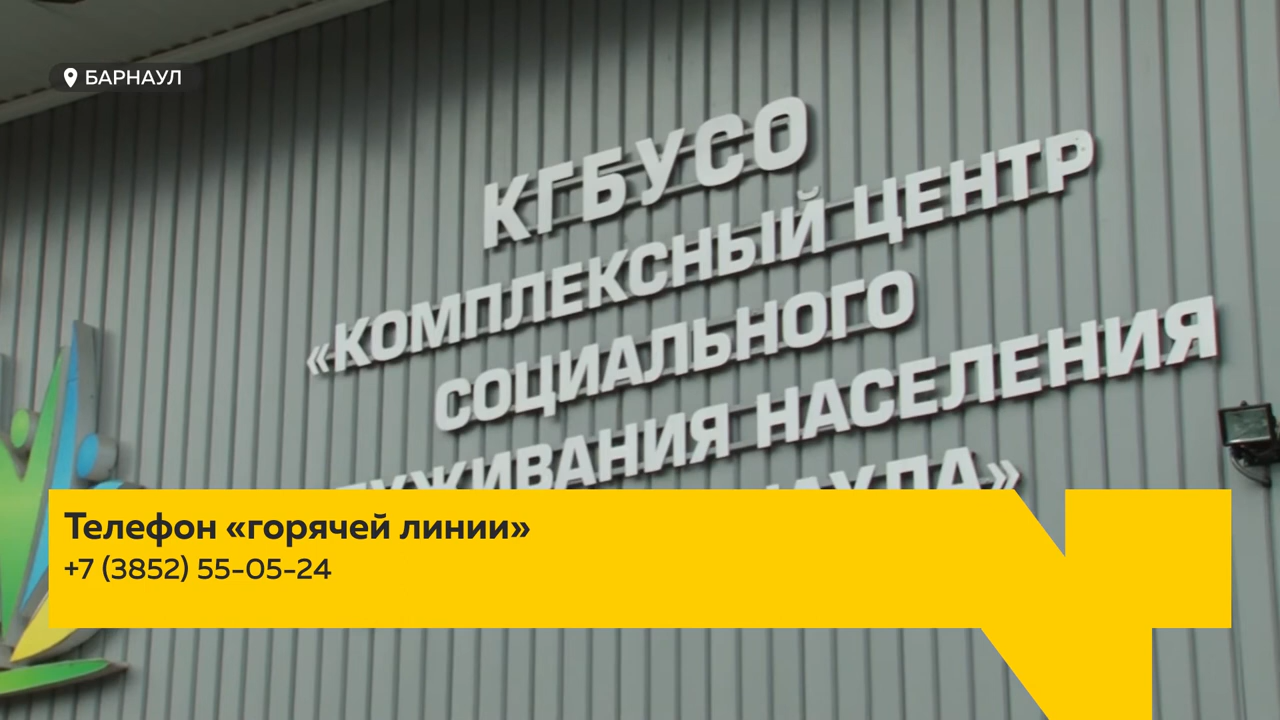 БАРНАУЛ
КГБУСО
«КОМПЛЕКСНЫЙ ЦЕНТР
СОЦИАЛЬНОГО
НАСЕЛЕНИЯ
Телефон «горячей линии»
+7 (3852) 55-05-24